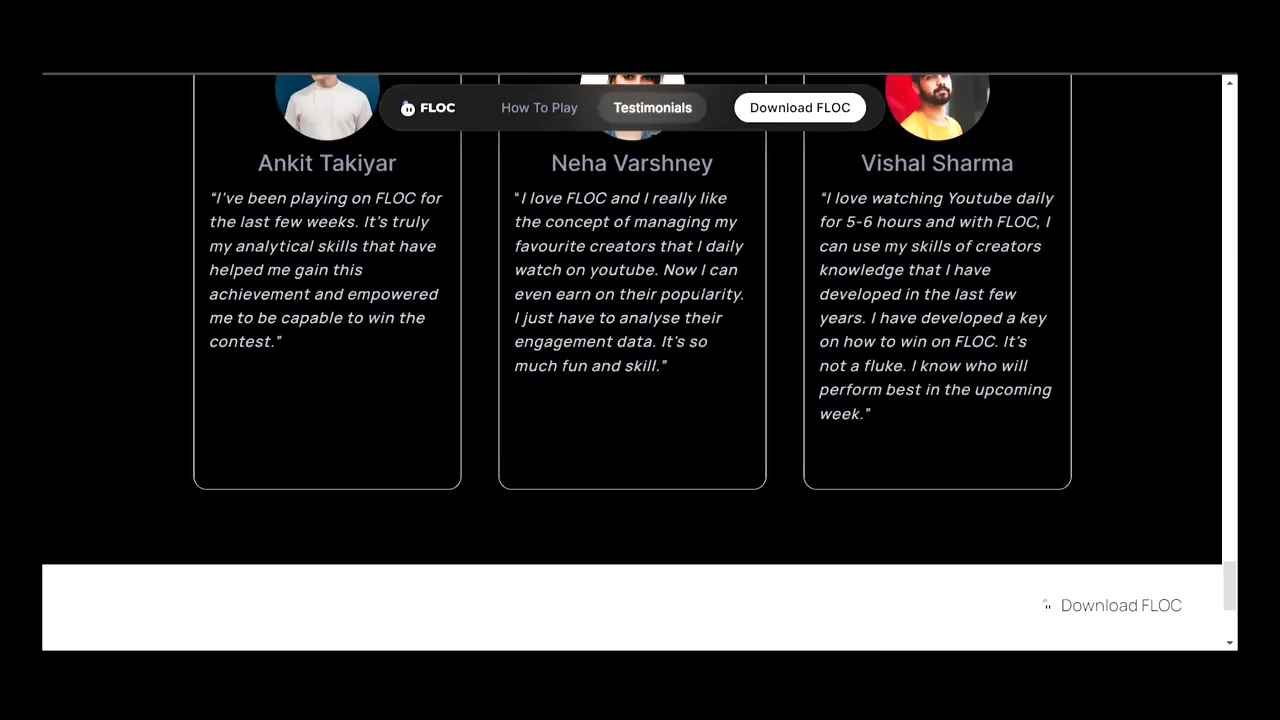 FLOC
How To Play
Testimonials
Download FLOC
Ankit Takiyar
“I’ve been playing on FLOC for
the last few weeks. It’s truly
my analytical skills that have
helped me gain this
achievement and empowered
me to be capable to win the
contest.”
Neha Varshney
“I love FLOC and I really like
the concept of managing my
favourite creators that I daily
watch on youtube. Now I can
even earn on their popularity.
I just have to analyse their
engagement data. It’s so
much fun and skill.”
Vishal Sharma
“I love watching Youtube daily
for 5-6 hours and with FLOC, I
can use my skills of creators
knowledge that I have
developed in the last few
years. I have developed a key
on how to win on FLOC. It’s
not a fluke. I know who will
perform best in the upcoming
week.”
Download FLOC